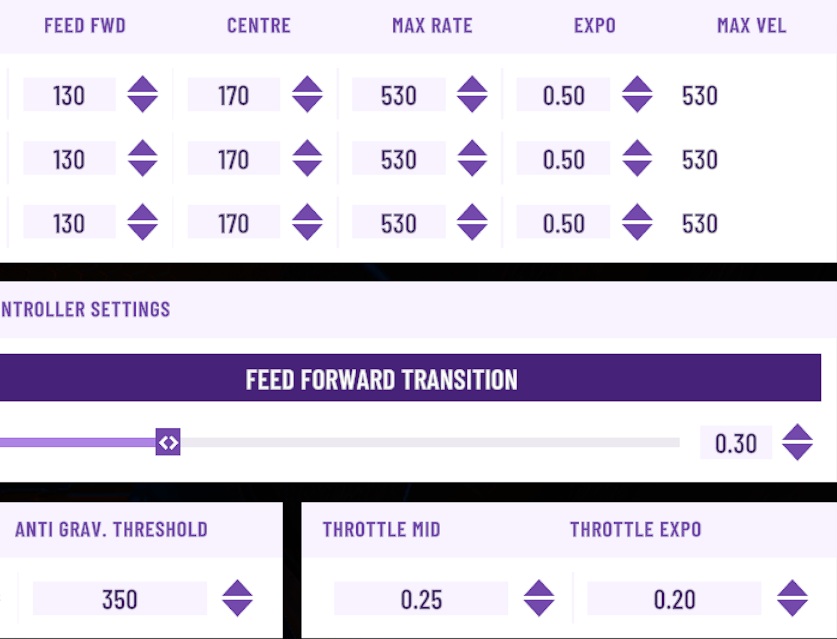 FEED FWD CENTRE MAX RATE EXPO MAX VEL
130 170 530 0.50 530
130 170 530 0.50 530
130 170 530 0.50 530
NTROLLER SETTINGS
FEED FORWARD TRANSITION
0.30
ANTI GRAV. THRESHOLD THROTTLE MID THROTTLE EXPO
350 0.25 0.20